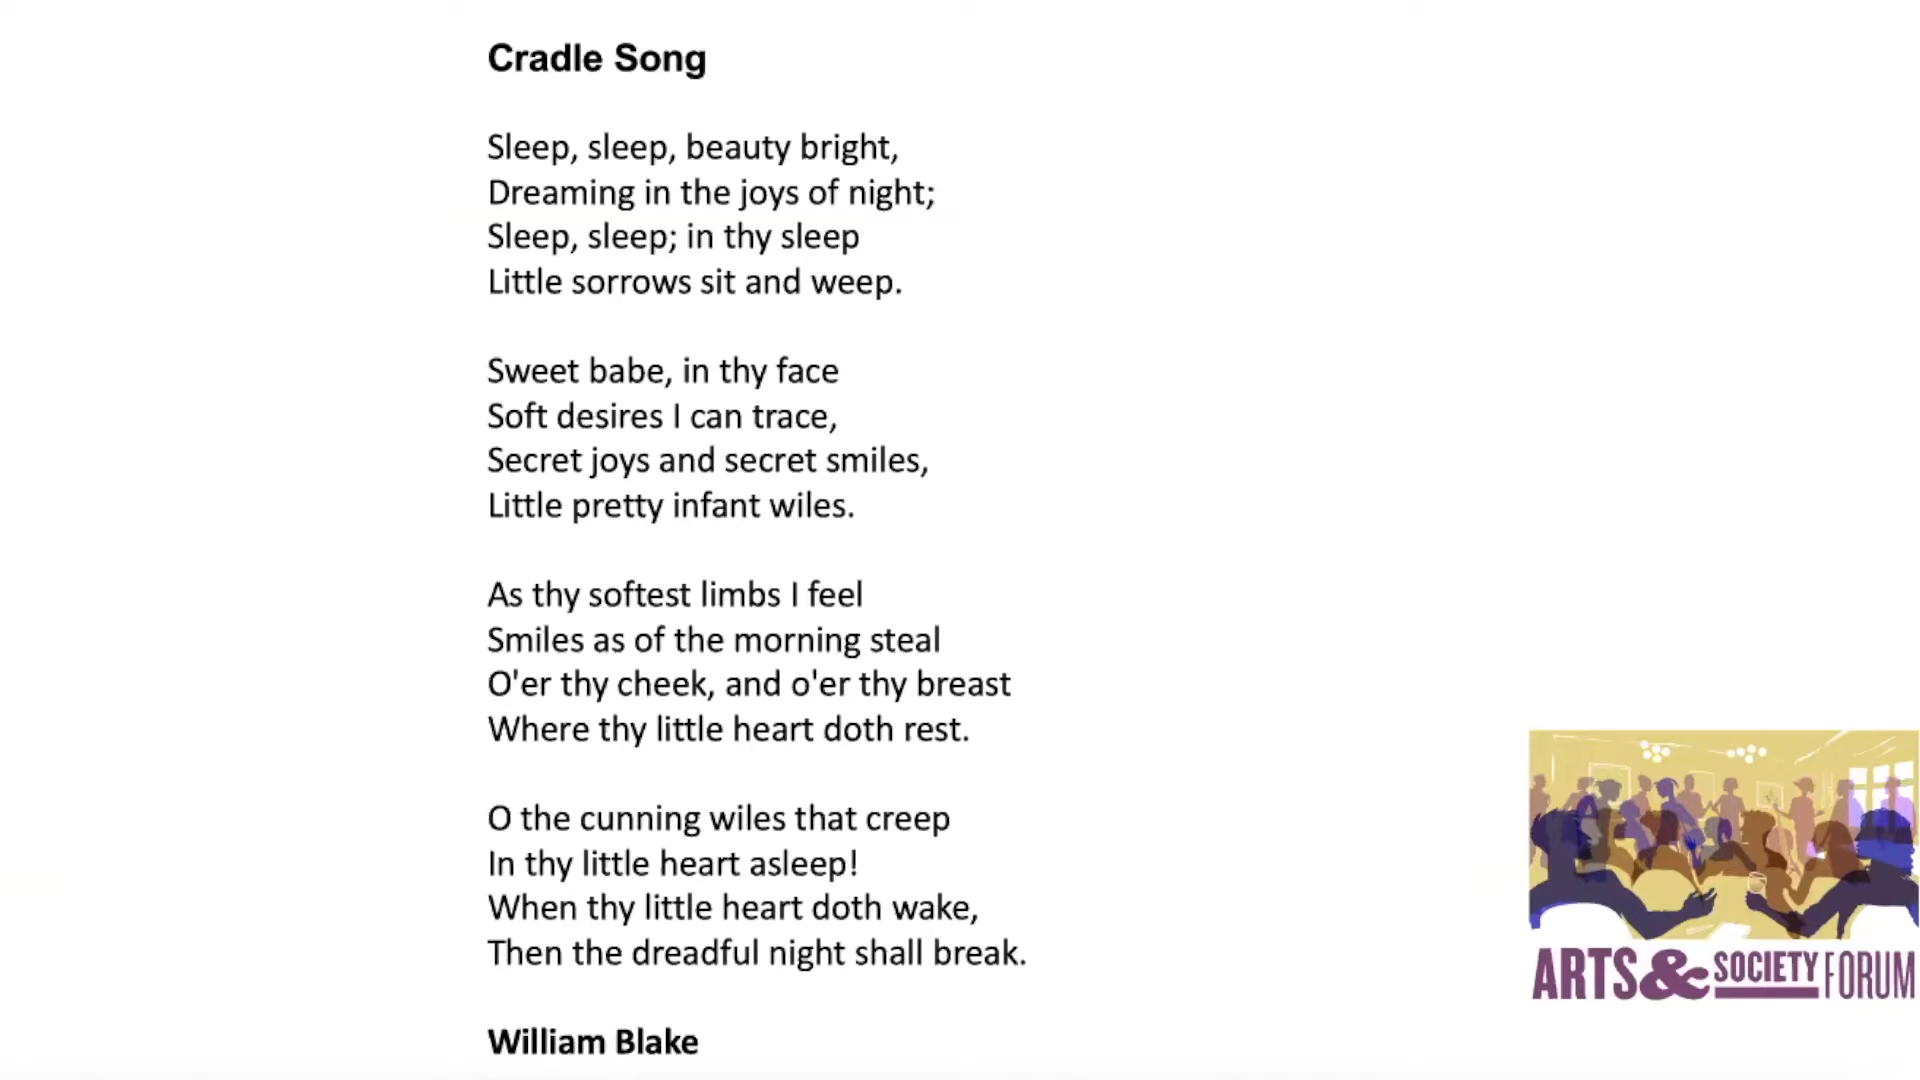 Cradle Song
Sleep, sleep, beauty bright,
Dreaming in the joys of night;
Sleep, sleep; in thy sleep
Little sorrows sit and weep.
Sweet babe, in thy face
Soft desires I can trace,
Secret joys and secret smiles,
Little pretty infant wiles.
As thy softest limbs I feel
Smiles as of the morning steal
O'er thy cheek, and o'er thy breast
Where thy little heart doth rest.
O the cunning wiles that creep
In thy little heart asleep!
When thy little heart doth wake,
Then the dreadful night shall break.
William Blake
ARTS & SOCIETY FORUM